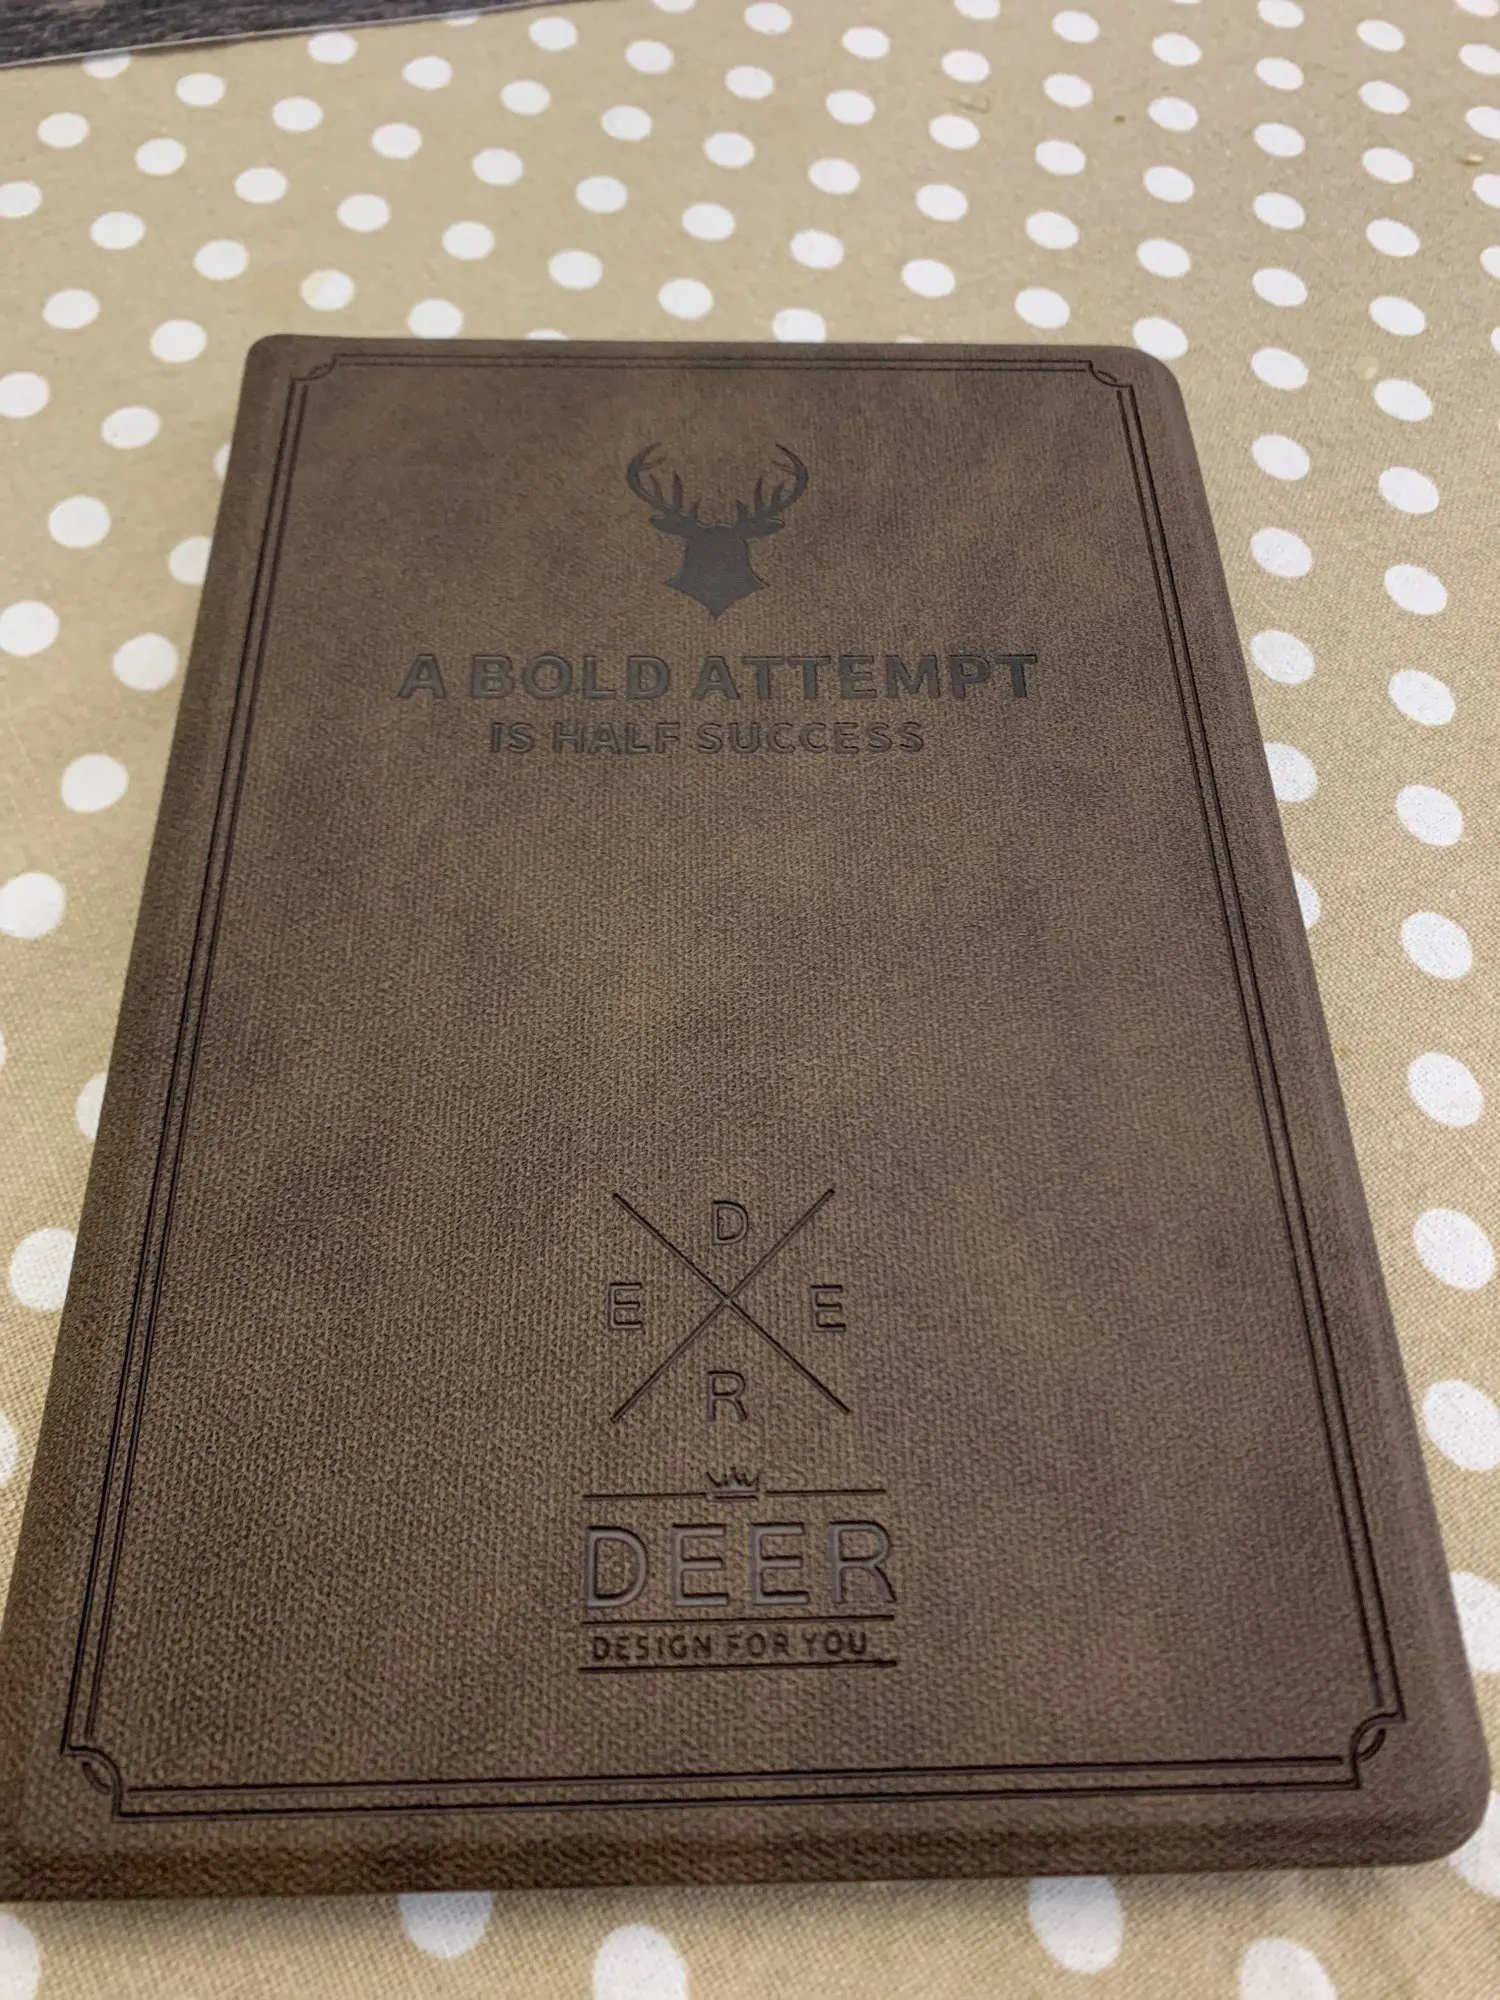 A BOLD ATTEMPT
IS HALF SUCCESS
D
E E
R
DEER
DESIGN FOR YOU